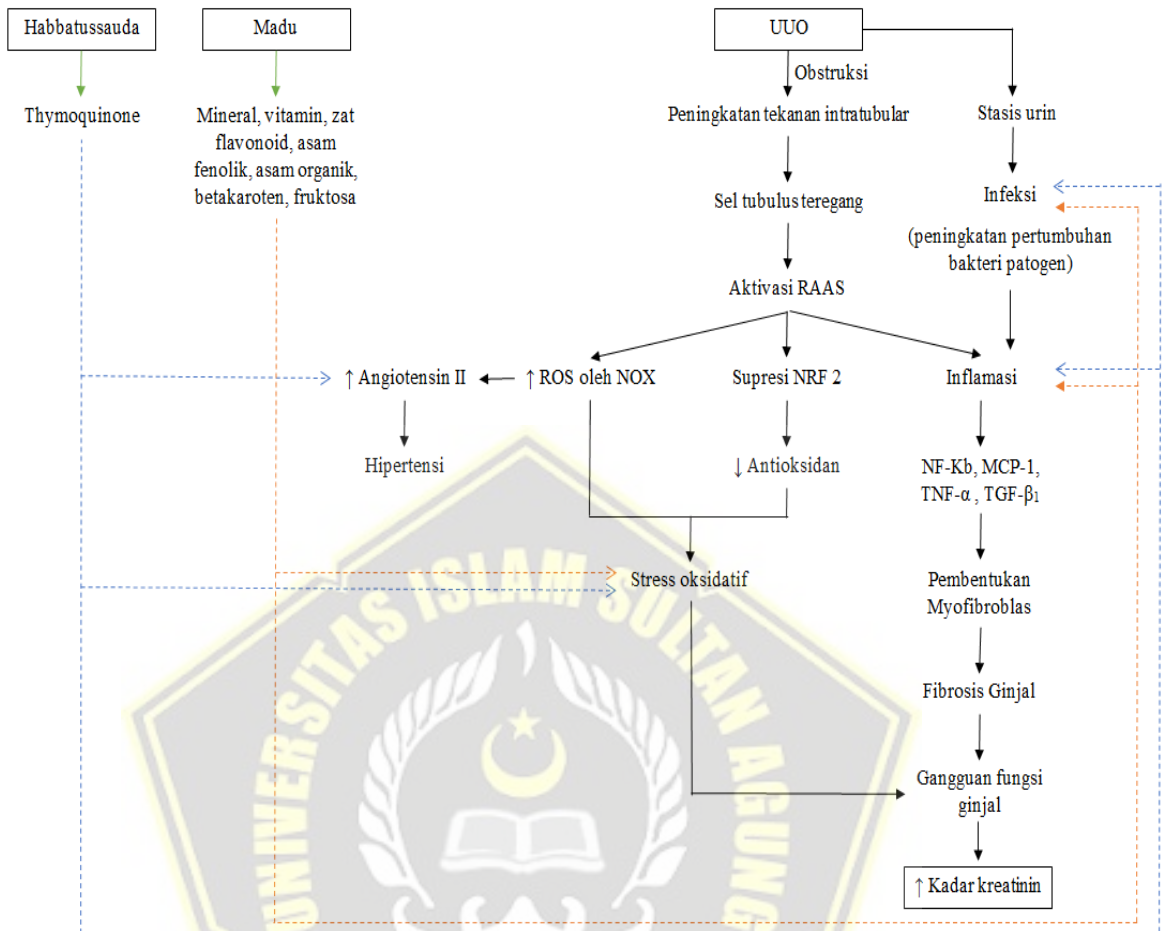 Habbatussauda
Madu
UUO
Obstruksi
Thymoquinone
Mineral, vitamin, zat
flavonoid, asam
fenolik, asam organik,
betakaroten, fruktosa
Peningkatan tekanan intratubular
Stasis urin
Sel tubulus teregang
Infeksi
(peningkatan pertumbuhan
bakteri patogen)
Aktivasi RAAS
↑ Angiotensin II
↑ ROS oleh NOX
Supresi NRF 2
Inflamasi
Hipertensi
↓ Antioksidan
NF-Kb, MCP-1,
TNF-α , TGF-β₁
Stress oksidatif
Pembentukan
Myofibroblas
Fibrosis Ginjal
Gangguan fungsi
ginjal
↑ Kadar kreatinin
UNIVERSITAS ISLAM SULTAN AGUNG